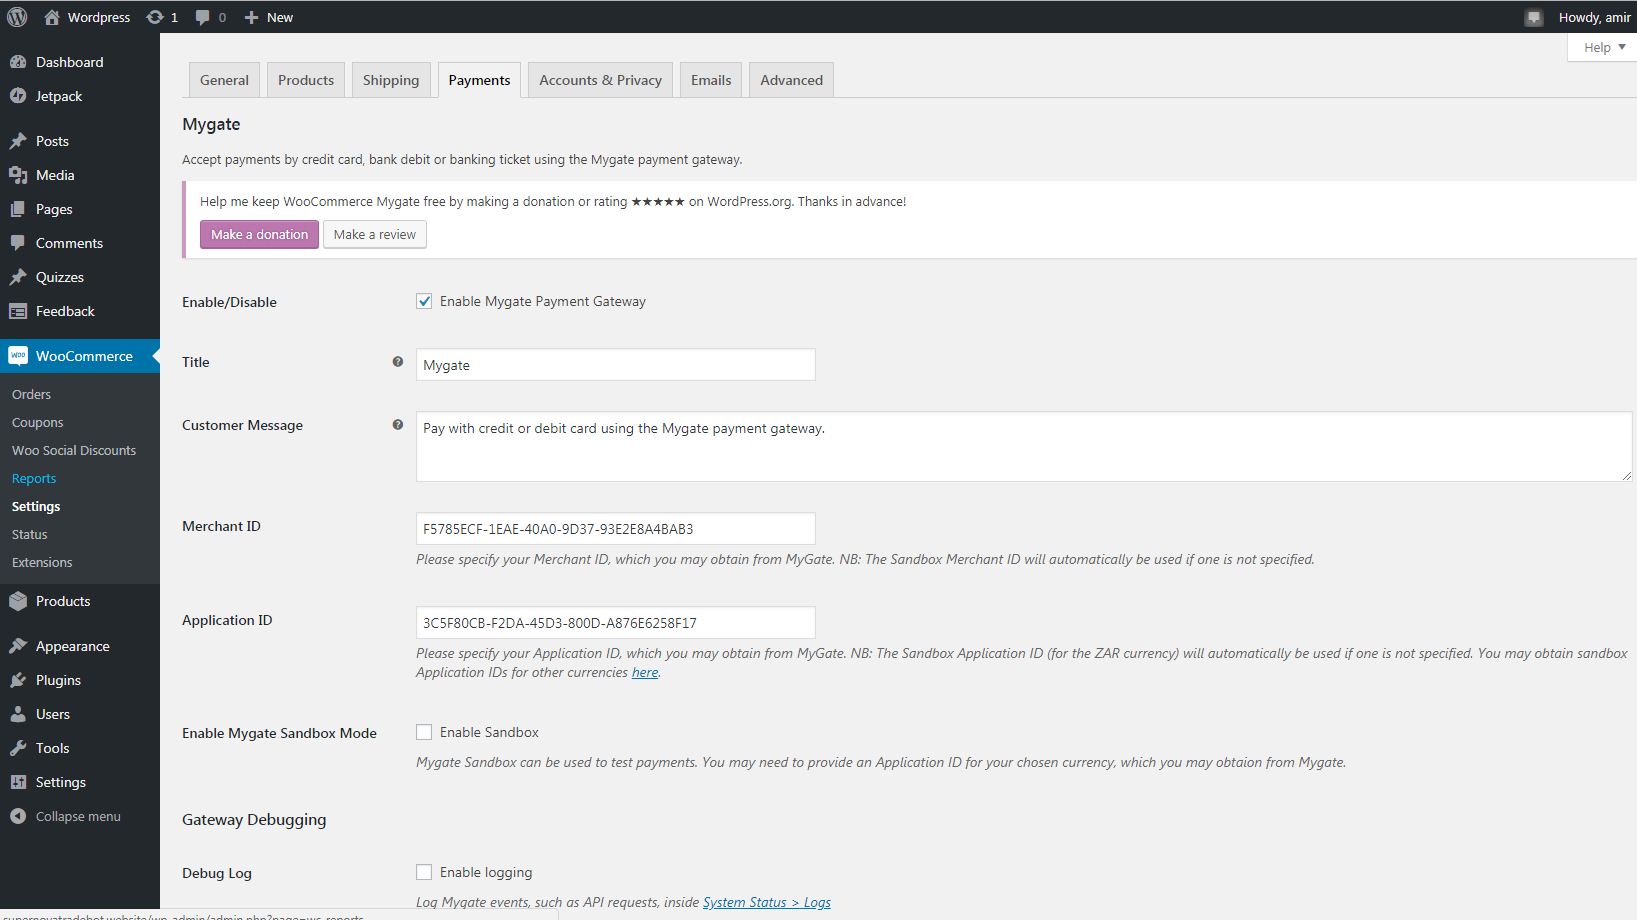 Wordpress 1 0 New Howdy, amir
Help
Dashboard
Jetpack
Posts
Media
Pages
Comments
Quizzes
Feedback
WooCommerce
Orders
Coupons
Woo Social Discounts
Reports
Settings
Status
Extensions
Products
Appearance
Plugins
Users
Tools
Settings
Collapse menu
General Products Shipping Payments Accounts & Privacy Emails Advanced
Mygate
Accept payments by credit card, bank debit or banking ticket using the Mygate payment gateway.
Help me keep WooCommerce Mygate free by making a donation or rating ★★★★★ on WordPress.org. Thanks in advance!
Make a donation Make a review
Enable/Disable Enable Mygate Payment Gateway
Title Mygate
Customer Message Pay with credit or debit card using the Mygate payment gateway.
Merchant ID F5785ECF-1EAE-40A0-9D37-93E2E8A4BAB3
Please specify your Merchant ID, which you may obtain from MyGate. NB: The Sandbox Merchant ID will automatically be used if one is not specified.
Application ID 3C5F80CB-F2DA-45D3-800D-A876E6258F17
Please specify your Application ID, which you may obtain from MyGate. NB: The Sandbox Application ID (for the ZAR currency) will automatically be used if one is not specified. You may obtain sandbox
Application IDs for other currencies here.
Enable Mygate Sandbox Mode Enable Sandbox
Mygate Sandbox can be used to test payments. You may need to provide an Application ID for your chosen currency, which you may obtaion from Mygate.
Gateway Debugging
Debug Log Enable logging
Log Mygate events, such as API requests, inside System Status > Logs